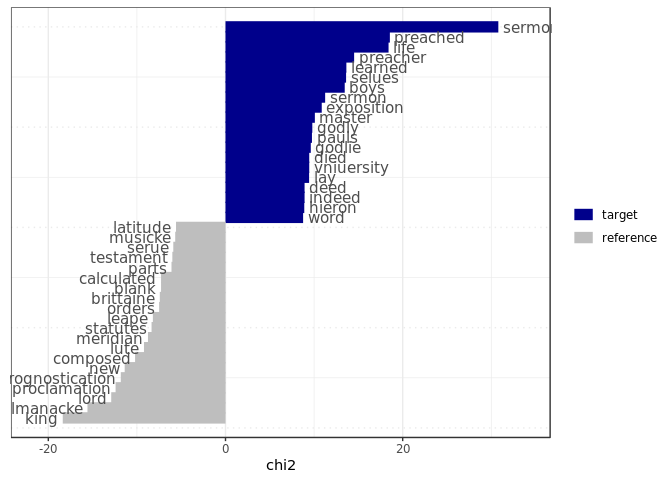 sermon
preached
life
preacher
learned
selues
boys
sermon
exposition
master
godly
pauls
godlie
died
vniuersity
lay
deed
indeed
hieron
word
latitude
musicke
serue
testament
parts
calculated
blank
brittaine
orders
leape
statutes
meridian
lute
composed
new
rognostication
proclamation
lord
lmanacke
king
-20 0 20
chi2
target
reference